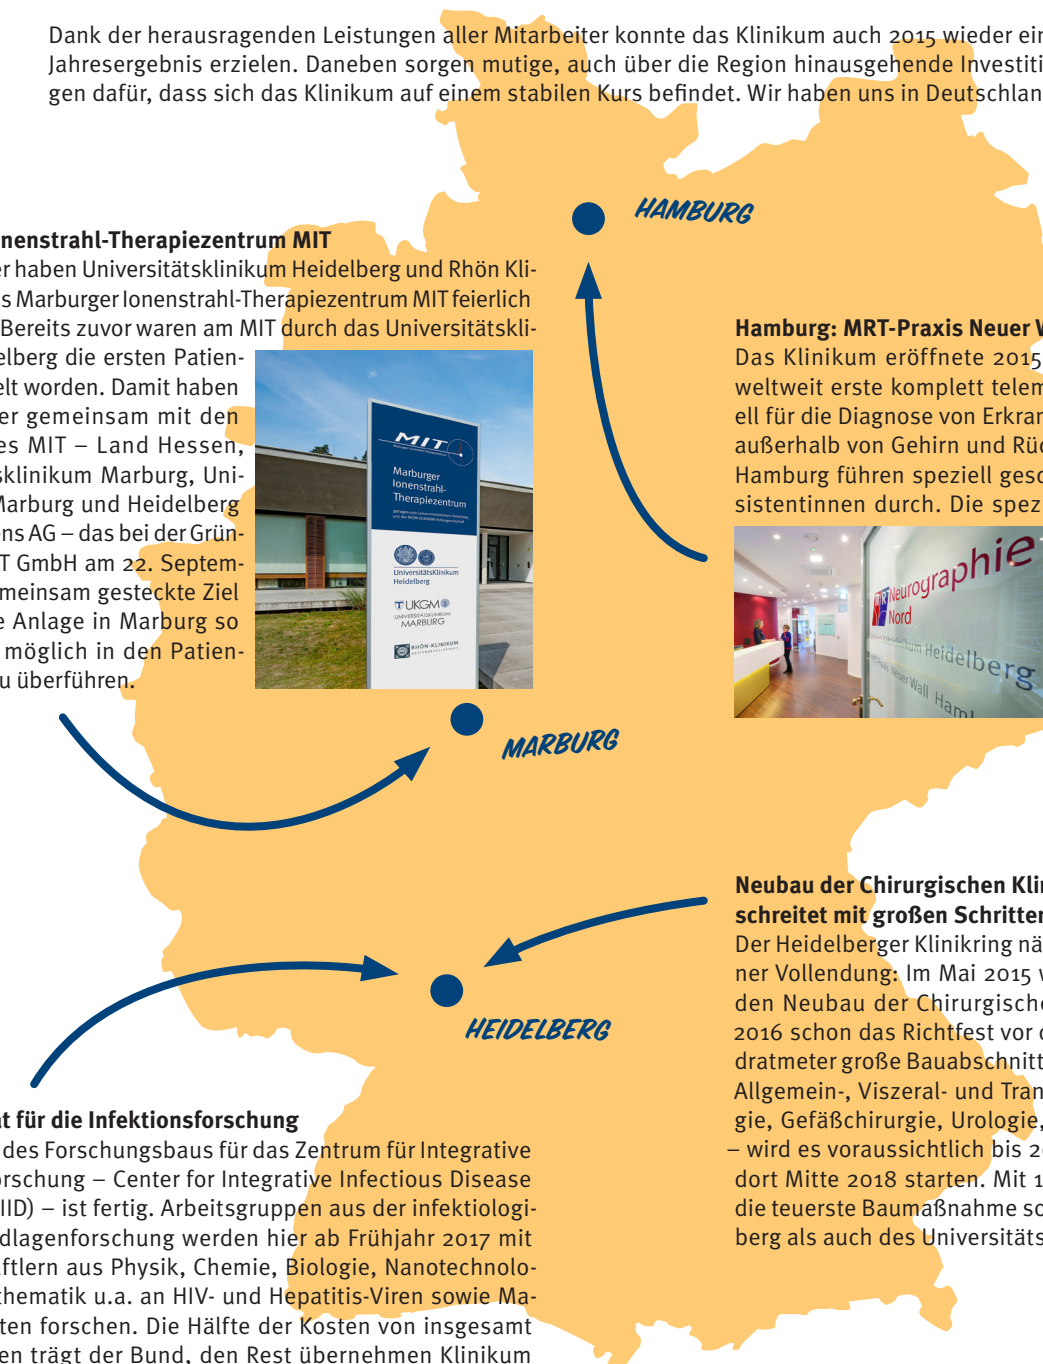 Dank der herausragenden Leistungen aller Mitarbeiter konnte das Klinikum auch 2015 wieder ein
Jahresergebnis erzielen. Daneben sorgen mutige, auch über die Region hinausgehende Investiti
gen dafür, dass sich das Klinikum auf einem stabilen Kurs befindet. Wir haben uns in Deutschlan
HAMBURG
nenstrahl-Therapiezentrum MIT
er haben Universitätsklinikum Heidelberg und Rhön Kli-
s Marburger Ionenstrahl-Therapiezentrum MIT feierlich
Bereits zuvor waren am MIT durch das Universitätskli-
elberg die ersten Patien-
elt worden. Damit haben
er gemeinsam mit den
es MIT – Land Hessen,
sklinikum Marburg, Uni-
Marburg und Heidelberg
ens AG – das bei der Grün-
T GmbH am 22. Septem-
meinsam gesteckte Ziel
e Anlage in Marburg so
möglich in den Patien-
u überführen.
MIT
Marburger
Ionenstrahl-
Therapiezentrum
UniversitätsKlinikum
Heidelberg
UKGM
UNIVERSITÄTSKLINIKUM
MARBURG
RHÖN-KLINIKUM
Hamburg: MRT-Praxis Neuer W
Das Klinikum eröffnete 2015
weltweit erste komplett telem
ell für die Diagnose von Erkran
außerhalb von Gehirn und Rüc
Hamburg führen speziell gesc
sistentinnen durch. Die spez
Neurographie
Nord
Heidelberg
Neuer Wall Hamb
MARBURG
Neubau der Chirurgischen Klin
schreitet mit großen Schritten
Der Heidelberger Klinikring nä
ner Vollendung: Im Mai 2015 w
den Neubau der Chirurgische
2016 schon das Richtfest vor d
dratmeter große Bauabschnitt
Allgemein-, Viszeral- und Tran
gie, Gefäßchirurgie, Urologie,
– wird es voraussichtlich bis 20
dort Mitte 2018 starten. Mit 1
die teuerste Baumaßnahme so
berg als auch des Universitäts
HEIDELBERG
at für die Infektionsforschung
des Forschungsbaus für das Zentrum für Integrative
orschung – Center for Integrative Infectious Disease
IID) – ist fertig. Arbeitsgruppen aus der infektiologi-
dlagenforschung werden hier ab Frühjahr 2017 mit
ftlern aus Physik, Chemie, Biologie, Nanotechnolo-
thematik u.a. an HIV- und Hepatitis-Viren sowie Ma-
ten forschen. Die Hälfte der Kosten von insgesamt
en trägt der Bund, den Rest übernehmen Klinikum